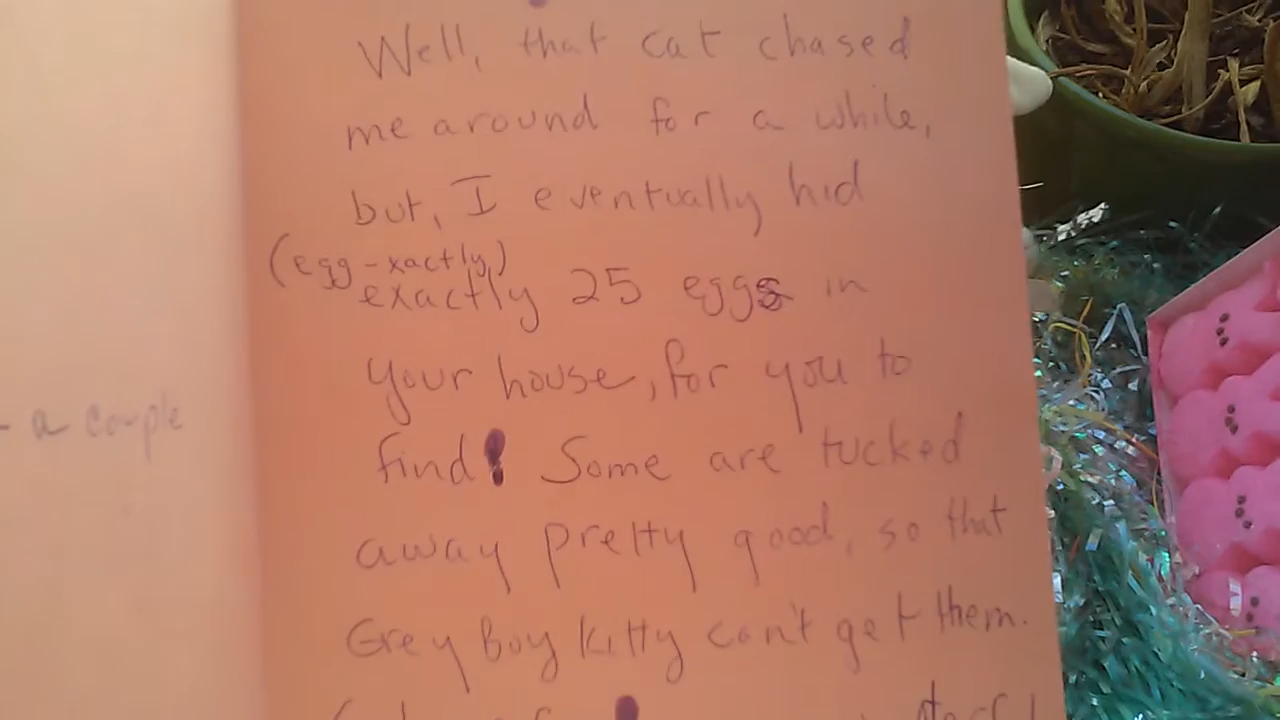 - a couple
Well, that cat chased
me around for a while,
but, I eventually hid
(egg-xactly)
exactly 25 eggs in
your house, for you to
find! Some are tucked
away pretty good, so that
Grey Boy Kitty can't get them.